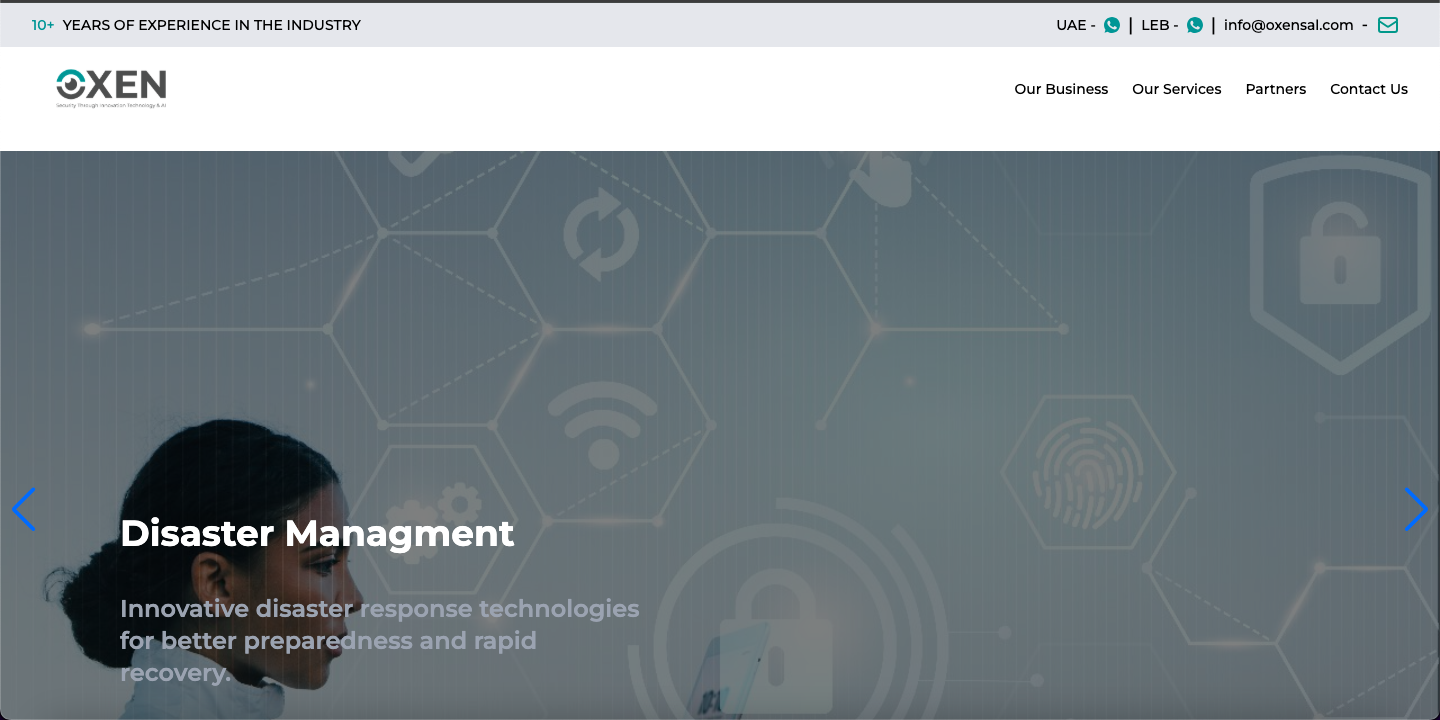 10+ YEARS OF EXPERIENCE IN THE INDUSTRY
UAE - | LEB - | info@oxensal.com -
OXEN
Security Through Innovation Technology & AI
Our Business Our Services Partners Contact Us
Disaster Managment
Innovative disaster response technologies
for better preparedness and rapid
recovery.